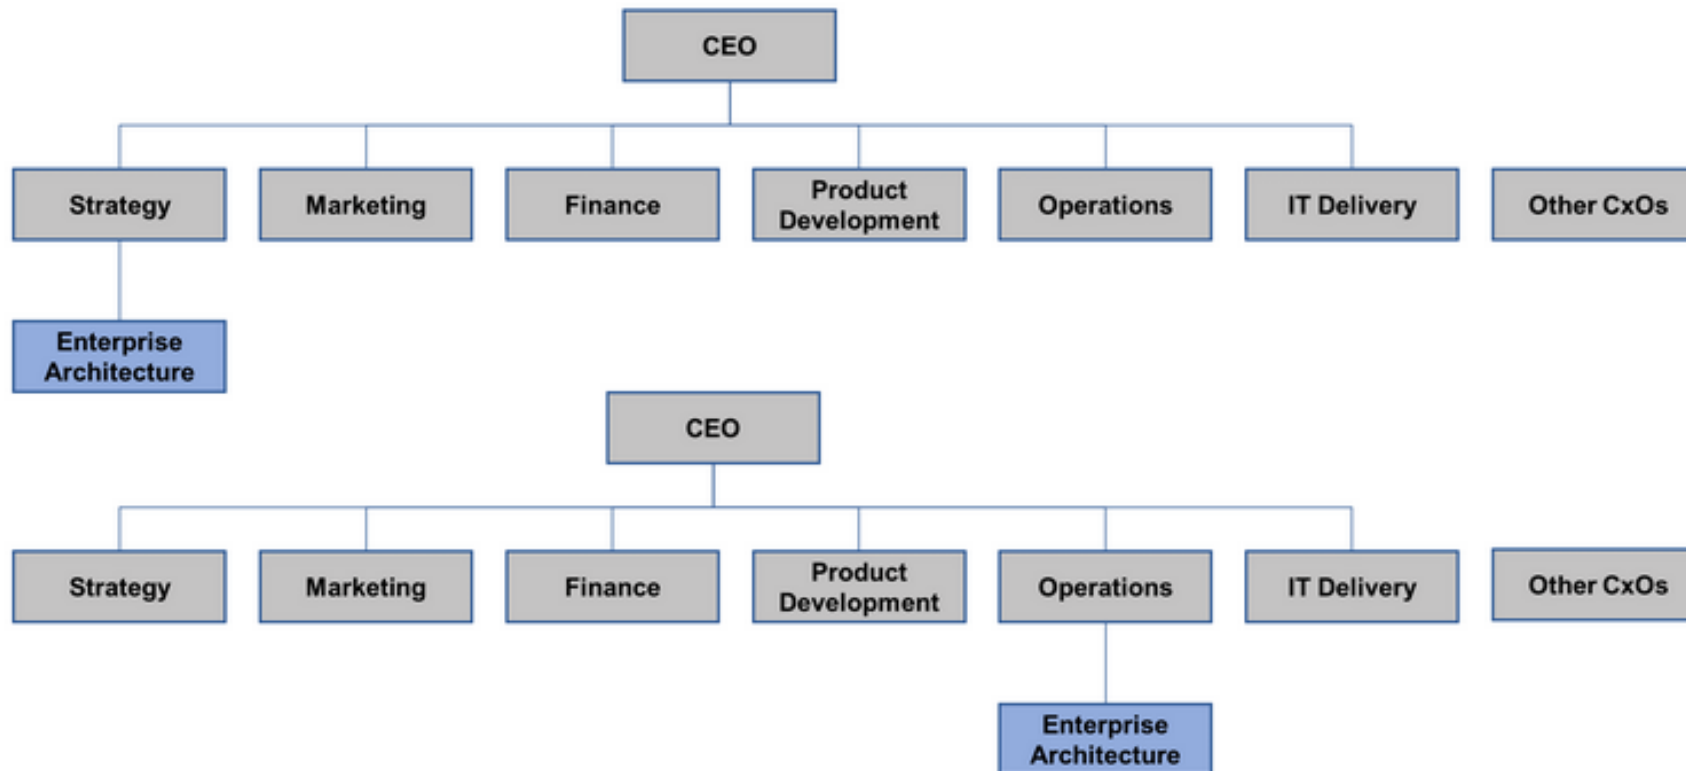 CEO
Strategy
Marketing
Finance
Product
Development
Operations
IT Delivery
Other CxOs
Enterprise
Architecture
CEO
Strategy
Marketing
Finance
Product
Development
Operations
IT Delivery
Other CxOs
Enterprise
Architecture